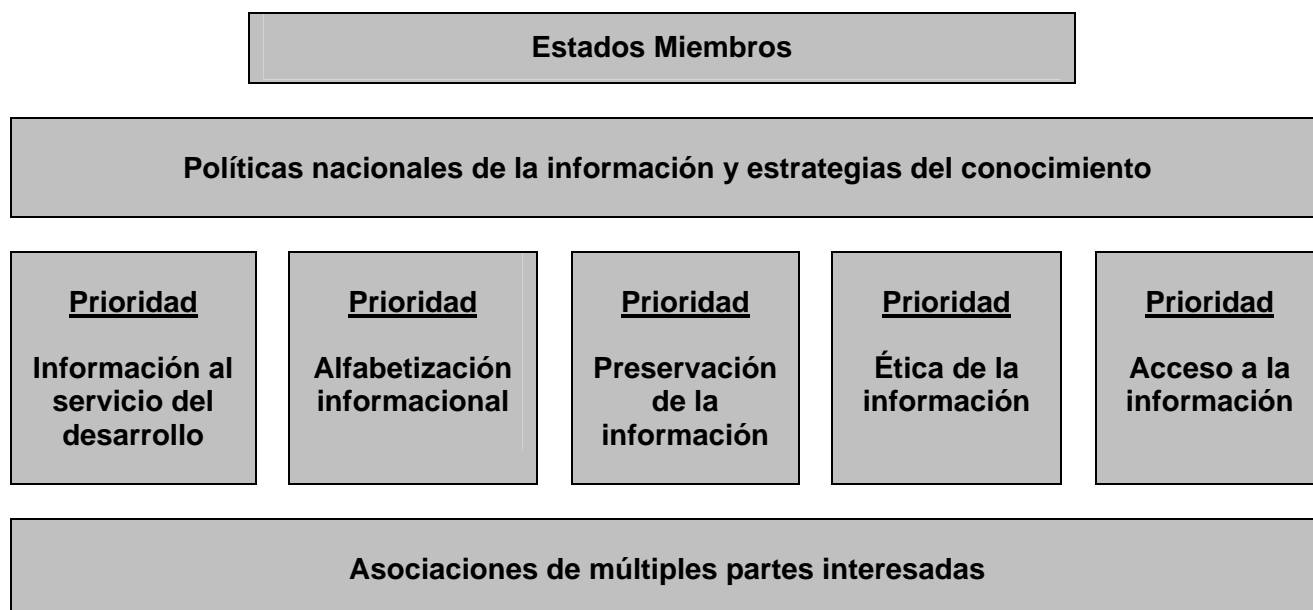 Estados Miembros
Políticas nacionales de la información y estrategias del conocimiento
Prioridad
Información al
servicio del
desarrollo
Prioridad
Alfabetización
informacional
Prioridad
Preservación
de la
información
Prioridad
Ética de la
información
Prioridad
Acceso a la
información
Asociaciones de múltiples partes interesadas